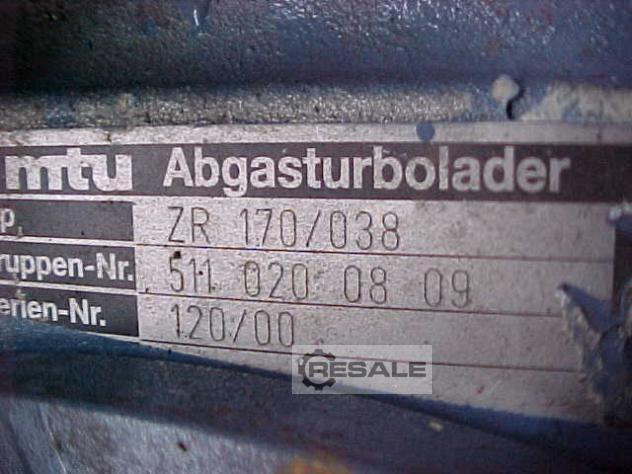 mtu Abgasturbolader
p. ZR 170/038
ruppen-Nr. 511 020 08 09
erien-Nr. 120/00
RESALE